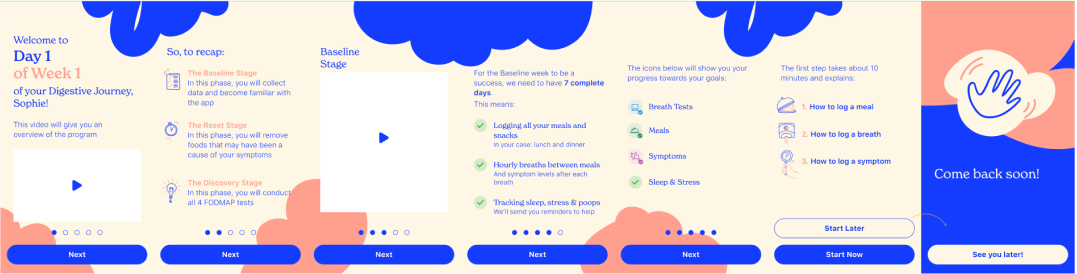 Welcome to
Day 1
of Week 1
of your Digestive Journey,
Sophie!
This video will give you an
overview of the program
Next
So, to recap:
The Baseline Stage
In this phase, you will collect
data and become familiar with
the app
The Reset Stage
In this phase, you will remove
foods that may have been a
cause of your symptoms
The Discovery Stage
In this phase, you will conduct
all 4 FODMAP tests
Next
Baseline
Stage
Next
For the Baseline week to be a
success, we need to have 7 complete
days.
This means:
Logging all your meals and
snacks
In your case: lunch and dinner
Hourly breaths between meals
And symptom levels after each
breath
Tracking sleep, stress & poops
We'll send you reminders to help
Next
The icons below will show you your
progress towards your goals:
Breath Tests
Meals
Symptoms
Sleep & Stress
Next
The first step takes about 10
minutes and explains:
1. How to log a meal
2. How to log a breath
3. How to log a symptom
Start Later
Start Now
Come back soon!
See you later!